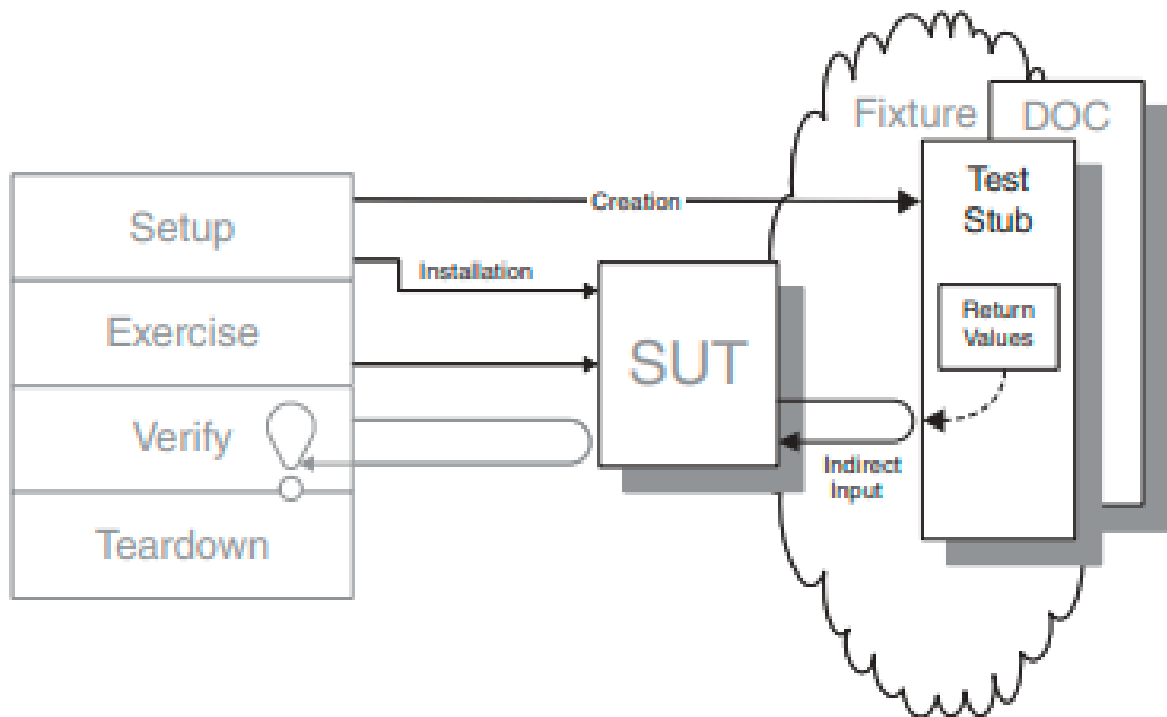 Fixture
DOC
Test
Stub
Creation
Setup
Installation
Return
Values
Exercise
SUT
Verify
Indirect
Input
Teardown